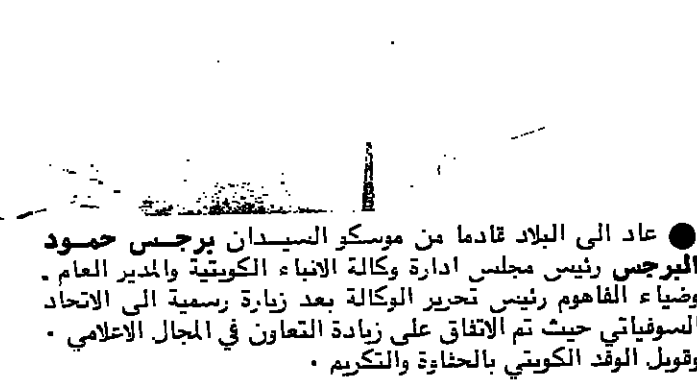 ● عاد الى البلاد قادما من موسكو السيدان برجس حمود
البرجس رئيس مجلس ادارة وكالة الانباء الكويتية والمدير العام .
وضياء الفاهوم رئيس تحرير الوكالة بعد زيارة رسمية الى الاتحاد
السوفياتي حيث تم الاتفاق على زيادة التعاون في المجال الاعلامي .
وقوبل الوفد الكويتي بالحفاوة والتكريم .